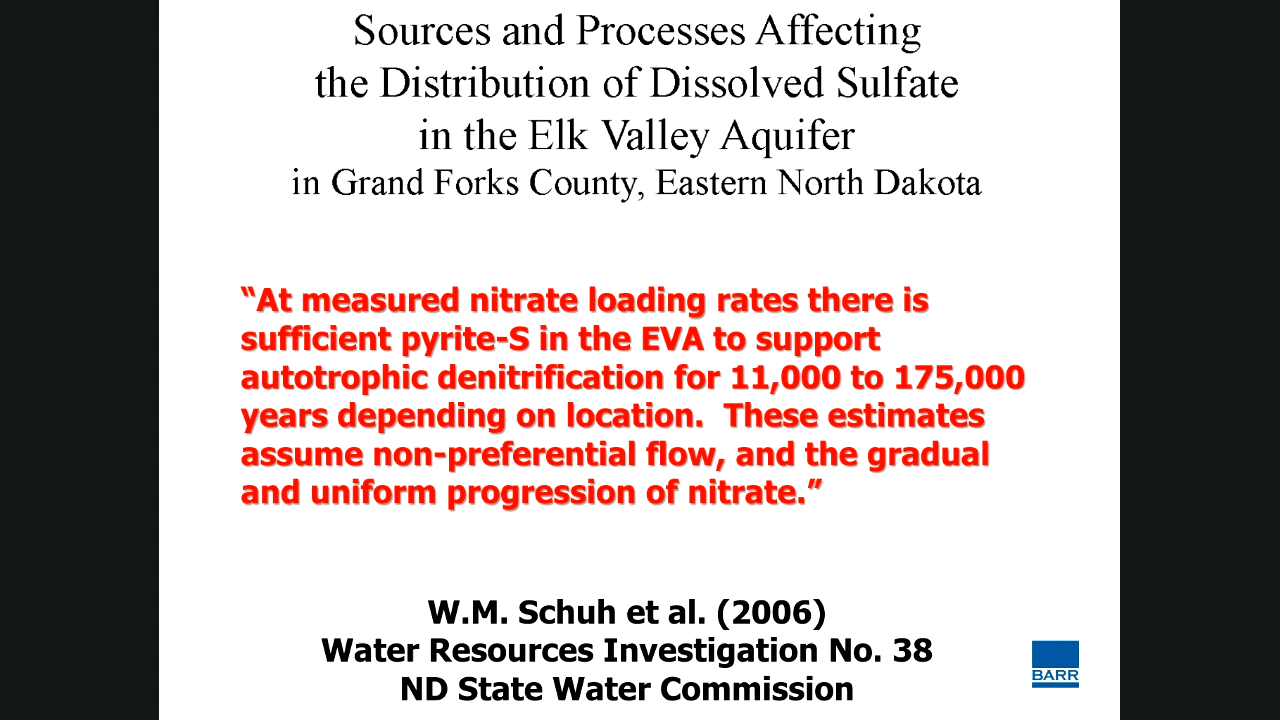 Sources and Processes Affecting
the Distribution of Dissolved Sulfate
in the Elk Valley Aquifer
in Grand Forks County, Eastern North Dakota
“At measured nitrate loading rates there is
sufficient pyrite-S in the EVA to support
autotrophic denitrification for 11,000 to 175,000
years depending on location.  These estimates
assume non-preferential flow, and the gradual
and uniform progression of nitrate.”
W.M. Schuh et al. (2006)
Water Resources Investigation No. 38
ND State Water Commission
BARR